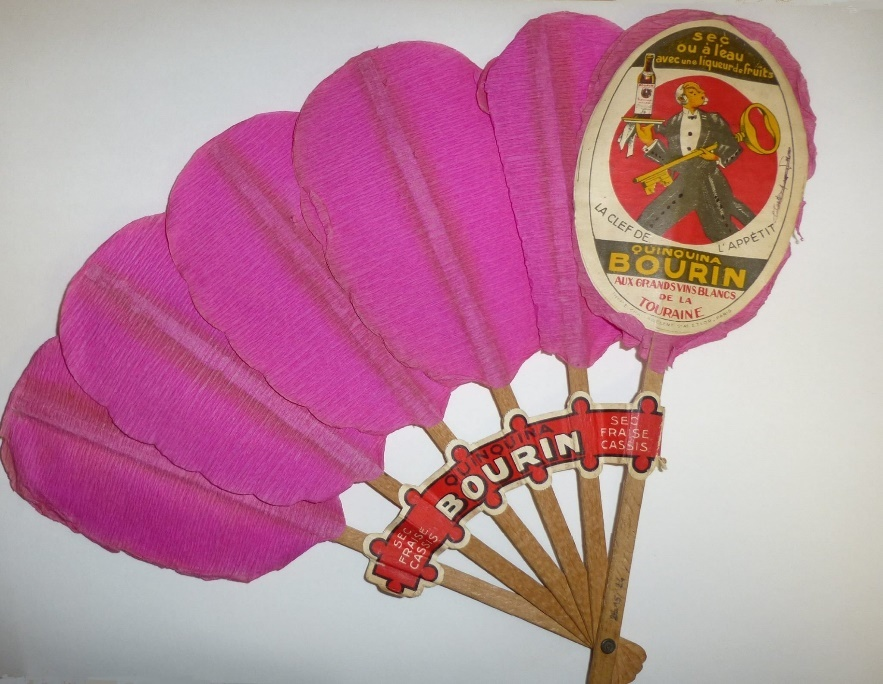 sec
ou à l'eau
avec une liqueur de fruits
LA CLEF DE L'APPÉTIT
QUINQUINA
BOURIN
AUX GRANDS VINS BLANCS
DE LA
TOURAINE
QUINQUINA
BOURIN
SEC
FRAISE
CASSIS
SEC
FRAISE
CASSIS